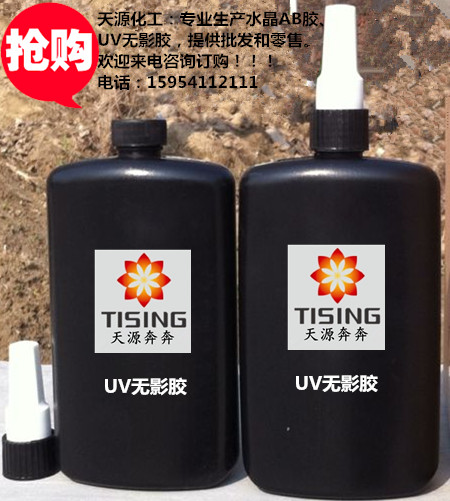 抢购
天源化工：专业生产水晶AB胶、
UV无影胶，提供批发和零售。
欢迎来电咨询订购！！！
电话：15954112111
TISING
天源奔奔
UV无影胶
TISING
天源奔奔
UV无影胶